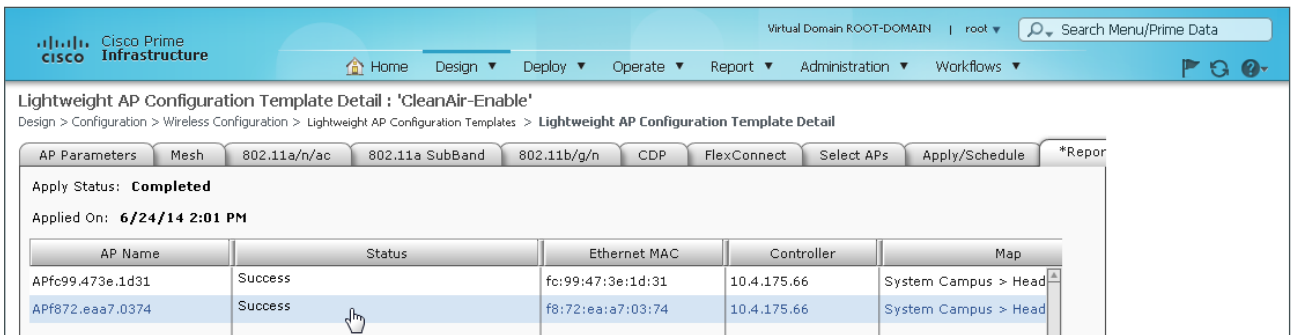 Virtual Domain ROOT-DOMAIN | root Search Menu/Prime Data
Cisco Prime
CISCO Infrastructure
Home Design Deploy Operate Report Administration Workflows
Lightweight AP Configuration Template Detail : 'CleanAir-Enable'
Design > Configuration > Wireless Configuration > Lightweight AP Configuration Templates > Lightweight AP Configuration Template Detail
AP Parameters Mesh 802.11a/n/ac 802.11a SubBand 802.11b/g/n CDP FlexConnect Select APs Apply/Schedule *Repor
Apply Status: Completed
Applied On: 6/24/14 2:01 PM
AP Name Status Ethernet MAC Controller Map
APfc99.473e.1d31 Success fc:99:47:3e:1d:31 10.4.175.66 System Campus > Head
APf872.eaa7.0374 Success f8:72:ea:a7:03:74 10.4.175.66 System Campus > Head